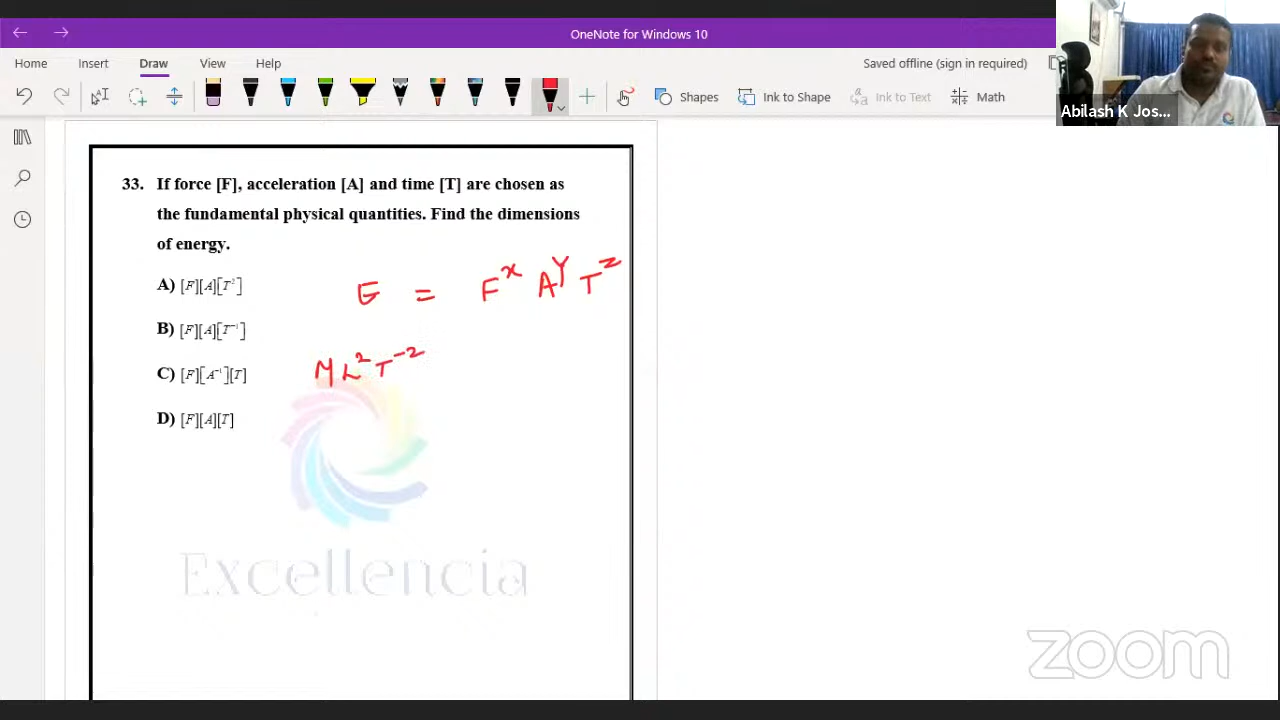 OneNote for Windows 10
Home Insert Draw View Help
Saved offline (sign in required)
Shapes
Ink to Shape
Ink to Text
Math
Abilash K Jos...
33. If force [F], acceleration [A] and time [T] are chosen as
the fundamental physical quantities. Find the dimensions
of energy.
A) [F][A][T²]
B) [F][A][T⁻¹]
C) [F][A⁻¹][T]
D) [F][A][T]
E = F^x A^y T^z
M L² T⁻²
Excellencia
zoom